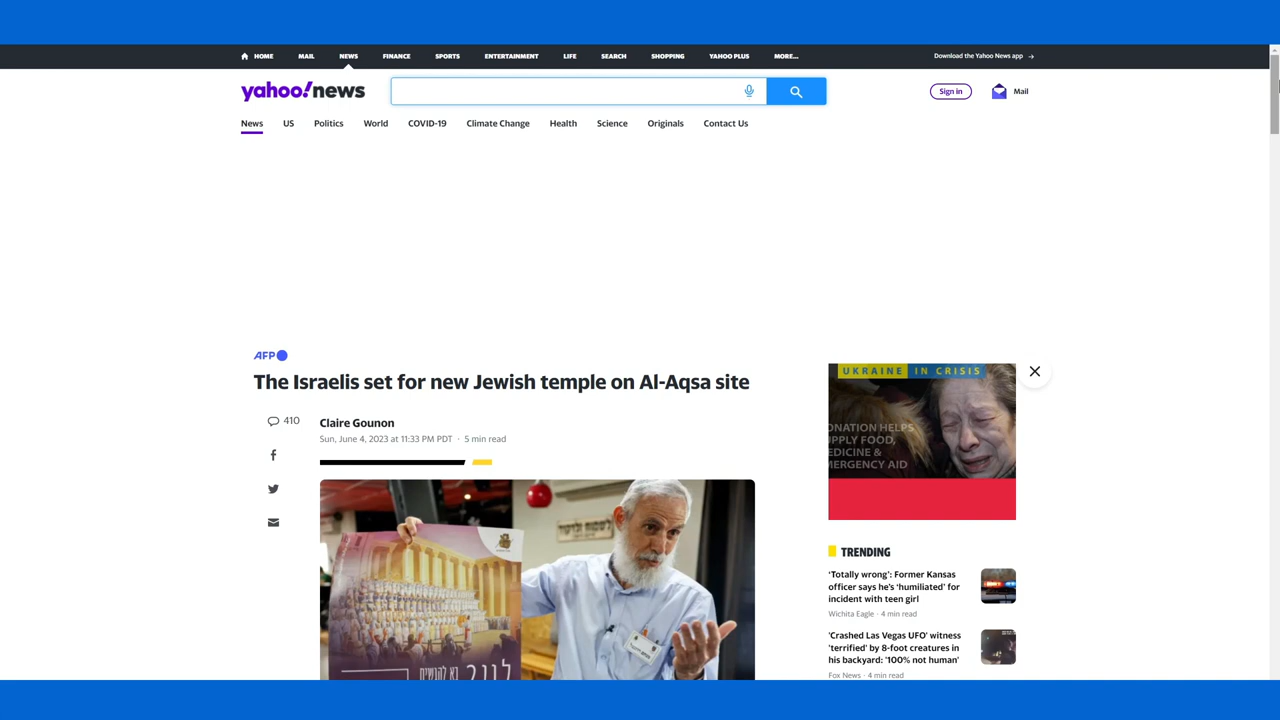 HOME MAIL NEWS FINANCE SPORTS ENTERTAINMENT LIFE SEARCH SHOPPING YAHOO PLUS MORE... Download the Yahoo News app →
yahoo!news Sign in Mail
News US Politics World COVID-19 Climate Change Health Science Originals Contact Us
AFP
The Israelis set for new Jewish temple on Al-Aqsa site
410
Claire Gounon
Sun, June 4, 2023 at 11:33 PM PDT · 5 min read
UKRAINE IN CRISIS
ONATION HELPS
PPLY FOOD,
EDICINE &
MERGENCY AID
TRENDING
‘Totally wrong’: Former Kansas
officer says he’s ‘humiliated’ for
incident with teen girl
Wichita Eagle · 4 min read
'Crashed Las Vegas UFO' witness
'terrified' by 8-foot creatures in
his backyard: '100% not human'
Fox News · 4 min read